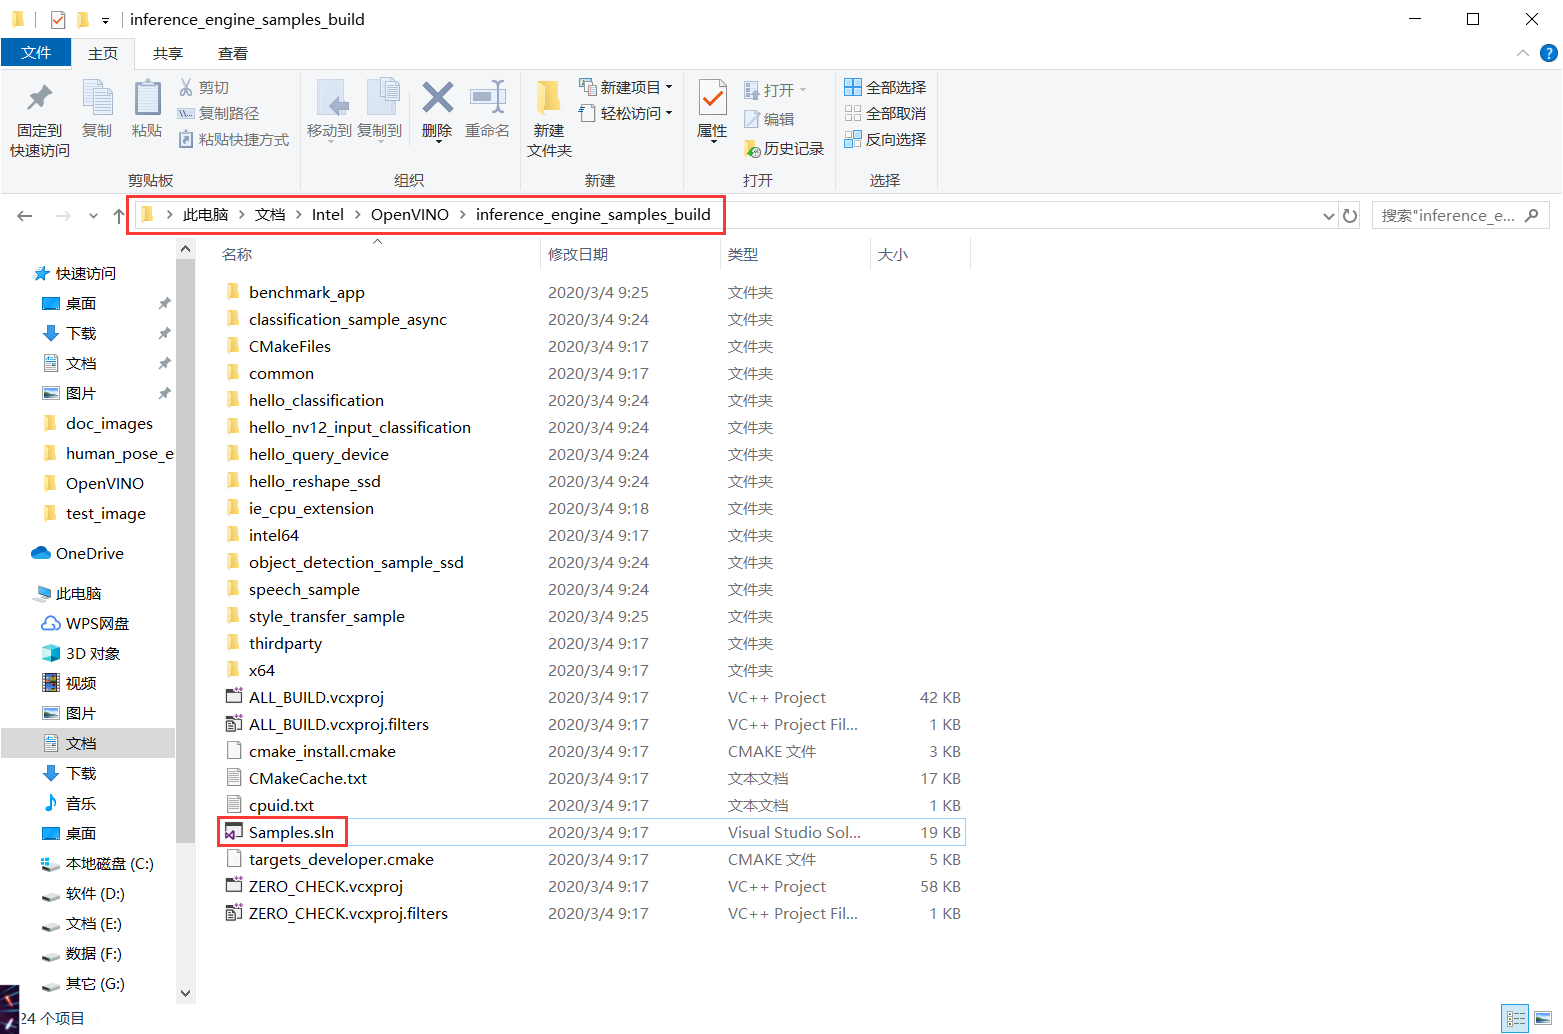 inference_engine_samples_build
文件 主页 共享 查看
固定到
快速访问
复制
粘贴
剪切
复制路径
粘贴快捷方式
剪贴板
移动到
复制到
删除
重命名
组织
新建
文件夹
新建项目
轻松访问
新建
属性
打开
编辑
历史记录
打开
全部选择
全部取消
反向选择
选择
此电脑 > 文档 > Intel > OpenVINO > inference_engine_samples_build
搜索"inference_e...
快速访问
桌面
下载
文档
图片
doc_images
human_pose_e
OpenVINO
test_image
OneDrive
此电脑
WPS网盘
3D 对象
视频
图片
文档
下载
音乐
桌面
本地磁盘 (C:)
软件 (D:)
文档 (E:)
数据 (F:)
其它 (G:)
名称 修改日期 类型 大小
benchmark_app 2020/3/4 9:25 文件夹
classification_sample_async 2020/3/4 9:24 文件夹
CMakeFiles 2020/3/4 9:17 文件夹
common 2020/3/4 9:17 文件夹
hello_classification 2020/3/4 9:24 文件夹
hello_nv12_input_classification 2020/3/4 9:24 文件夹
hello_query_device 2020/3/4 9:24 文件夹
hello_reshape_ssd 2020/3/4 9:24 文件夹
ie_cpu_extension 2020/3/4 9:18 文件夹
intel64 2020/3/4 9:17 文件夹
object_detection_sample_ssd 2020/3/4 9:24 文件夹
speech_sample 2020/3/4 9:24 文件夹
style_transfer_sample 2020/3/4 9:25 文件夹
thirdparty 2020/3/4 9:17 文件夹
x64 2020/3/4 9:17 文件夹
ALL_BUILD.vcxproj 2020/3/4 9:17 VC++ Project 42 KB
ALL_BUILD.vcxproj.filters 2020/3/4 9:17 VC++ Project Fil... 1 KB
cmake_install.cmake 2020/3/4 9:17 CMAKE 文件 3 KB
CMakeCache.txt 2020/3/4 9:17 文本文档 17 KB
cpuid.txt 2020/3/4 9:17 文本文档 1 KB
Samples.sln 2020/3/4 9:17 Visual Studio Sol... 19 KB
targets_developer.cmake 2020/3/4 9:17 CMAKE 文件 5 KB
ZERO_CHECK.vcxproj 2020/3/4 9:17 VC++ Project 58 KB
ZERO_CHECK.vcxproj.filters 2020/3/4 9:17 VC++ Project Fil... 1 KB
24 个项目